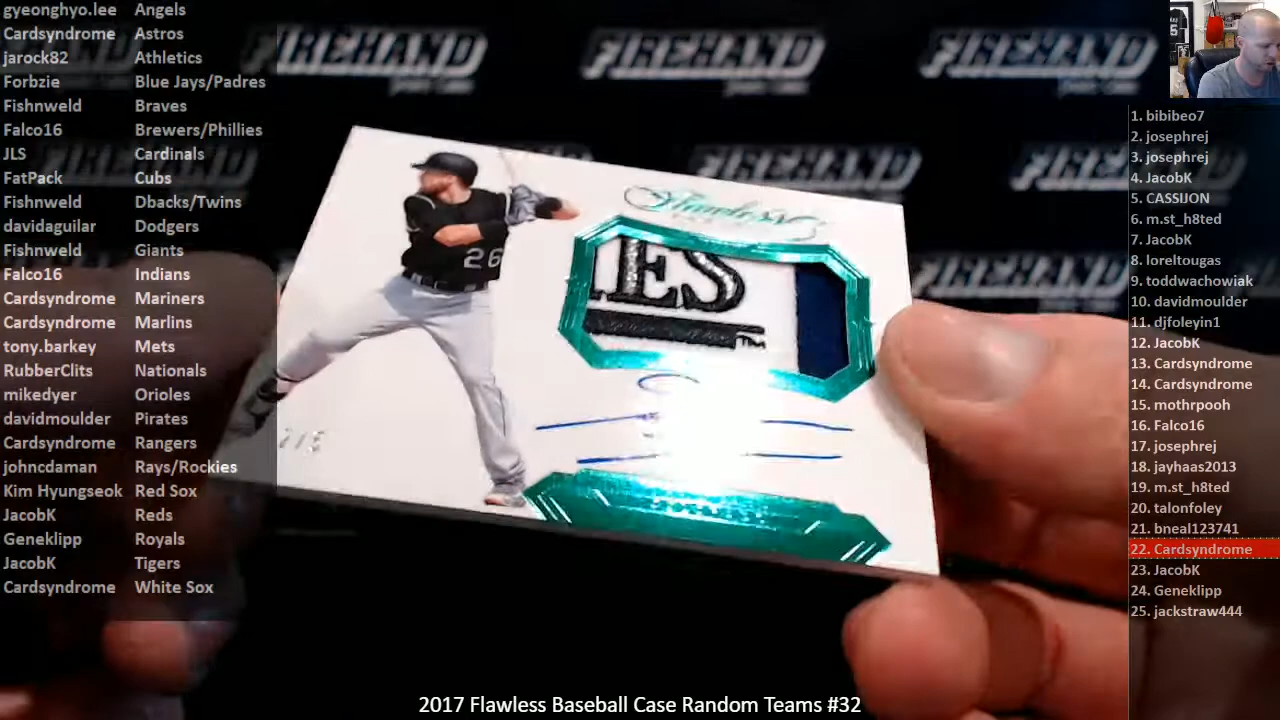 gyeonghyo.lee Angels
Cardsyndrome Astros
jarock82 Athletics
Forbzie Blue Jays/Padres
Fishnweld Braves
Falco16 Brewers/Phillies
JLS Cardinals
FatPack Cubs
Fishnweld Dbacks/Twins
davidaguilar Dodgers
Fishnweld Giants
Falco16 Indians
Cardsyndrome Mariners
Cardsyndrome Marlins
tony.barkey Mets
RubberClits Nationals
mikedyer Orioles
davidmoulder Pirates
Cardsyndrome Rangers
johncdaman Rays/Rockies
Kim Hyungseok Red Sox
JacobK Reds
Geneklipp Royals
JacobK Tigers
Cardsyndrome White Sox
FIREHAND FIREHAND FIREHAND
Flawless
26
ES
TM
1. bibibeo7
2. josephrej
3. josephrej
4. JacobK
5. CASSIJON
6. m.st_h8ted
7. JacobK
8. loreltougas
9. toddwachowiak
10. davidmoulder
11. djfoleyin1
12. JacobK
13. Cardsyndrome
14. Cardsyndrome
15. mothrpooh
16. Falco16
17. josephrej
18. jayhaas2013
19. m.st_h8ted
20. talonfoley
21. bneal123741
22. Cardsyndrome
23. JacobK
24. Geneklipp
25. jackstraw444
2017 Flawless Baseball Case Random Teams #32